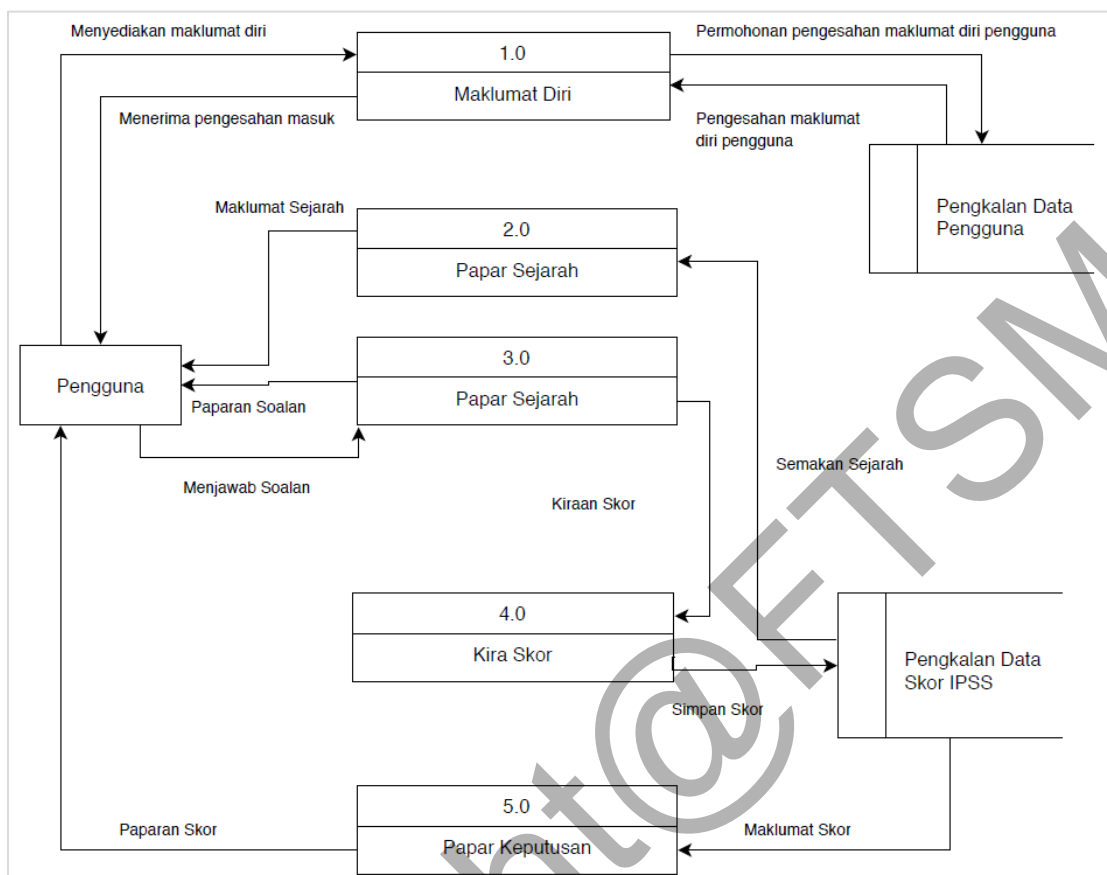 Menyediakan maklumat diri
1.0
Maklumat Diri
Permohonan pengesahan maklumat diri pengguna
Menerima pengesahan masuk
Pengesahan maklumat
diri pengguna
Pengkalan Data
Pengguna
Maklumat Sejarah
2.0
Papar Sejarah
3.0
Papar Sejarah
Pengguna
Paparan Soalan
Menjawab Soalan
Semakan Sejarah
Kiraan Skor
4.0
Kira Skor
Pengkalan Data
Skor IPSS
Simpan Skor
5.0
Papar Keputusan
Paparan Skor
Maklumat Skor
ht@FTSM